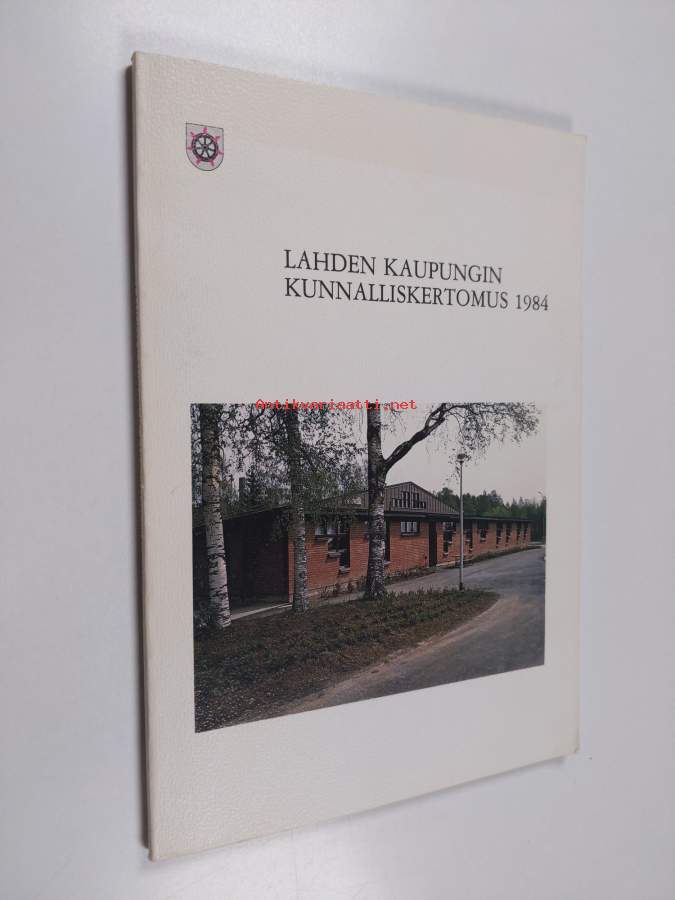 LAHDEN KAUPUNGIN
KUNNALLISKERTOMUS 1984
Antikvariaatti.net